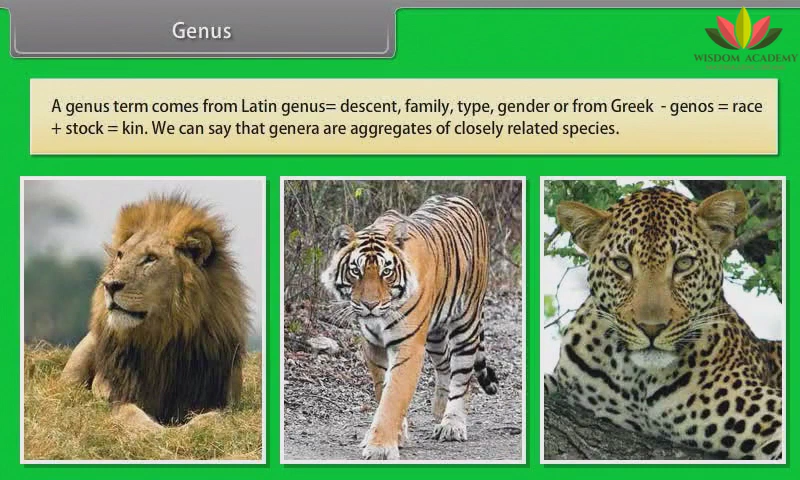 Genus
WISDOM ACADEMY
A genus term comes from Latin genus= descent, family, type, gender or from Greek - genos = race
+ stock = kin. We can say that genera are aggregates of closely related species.